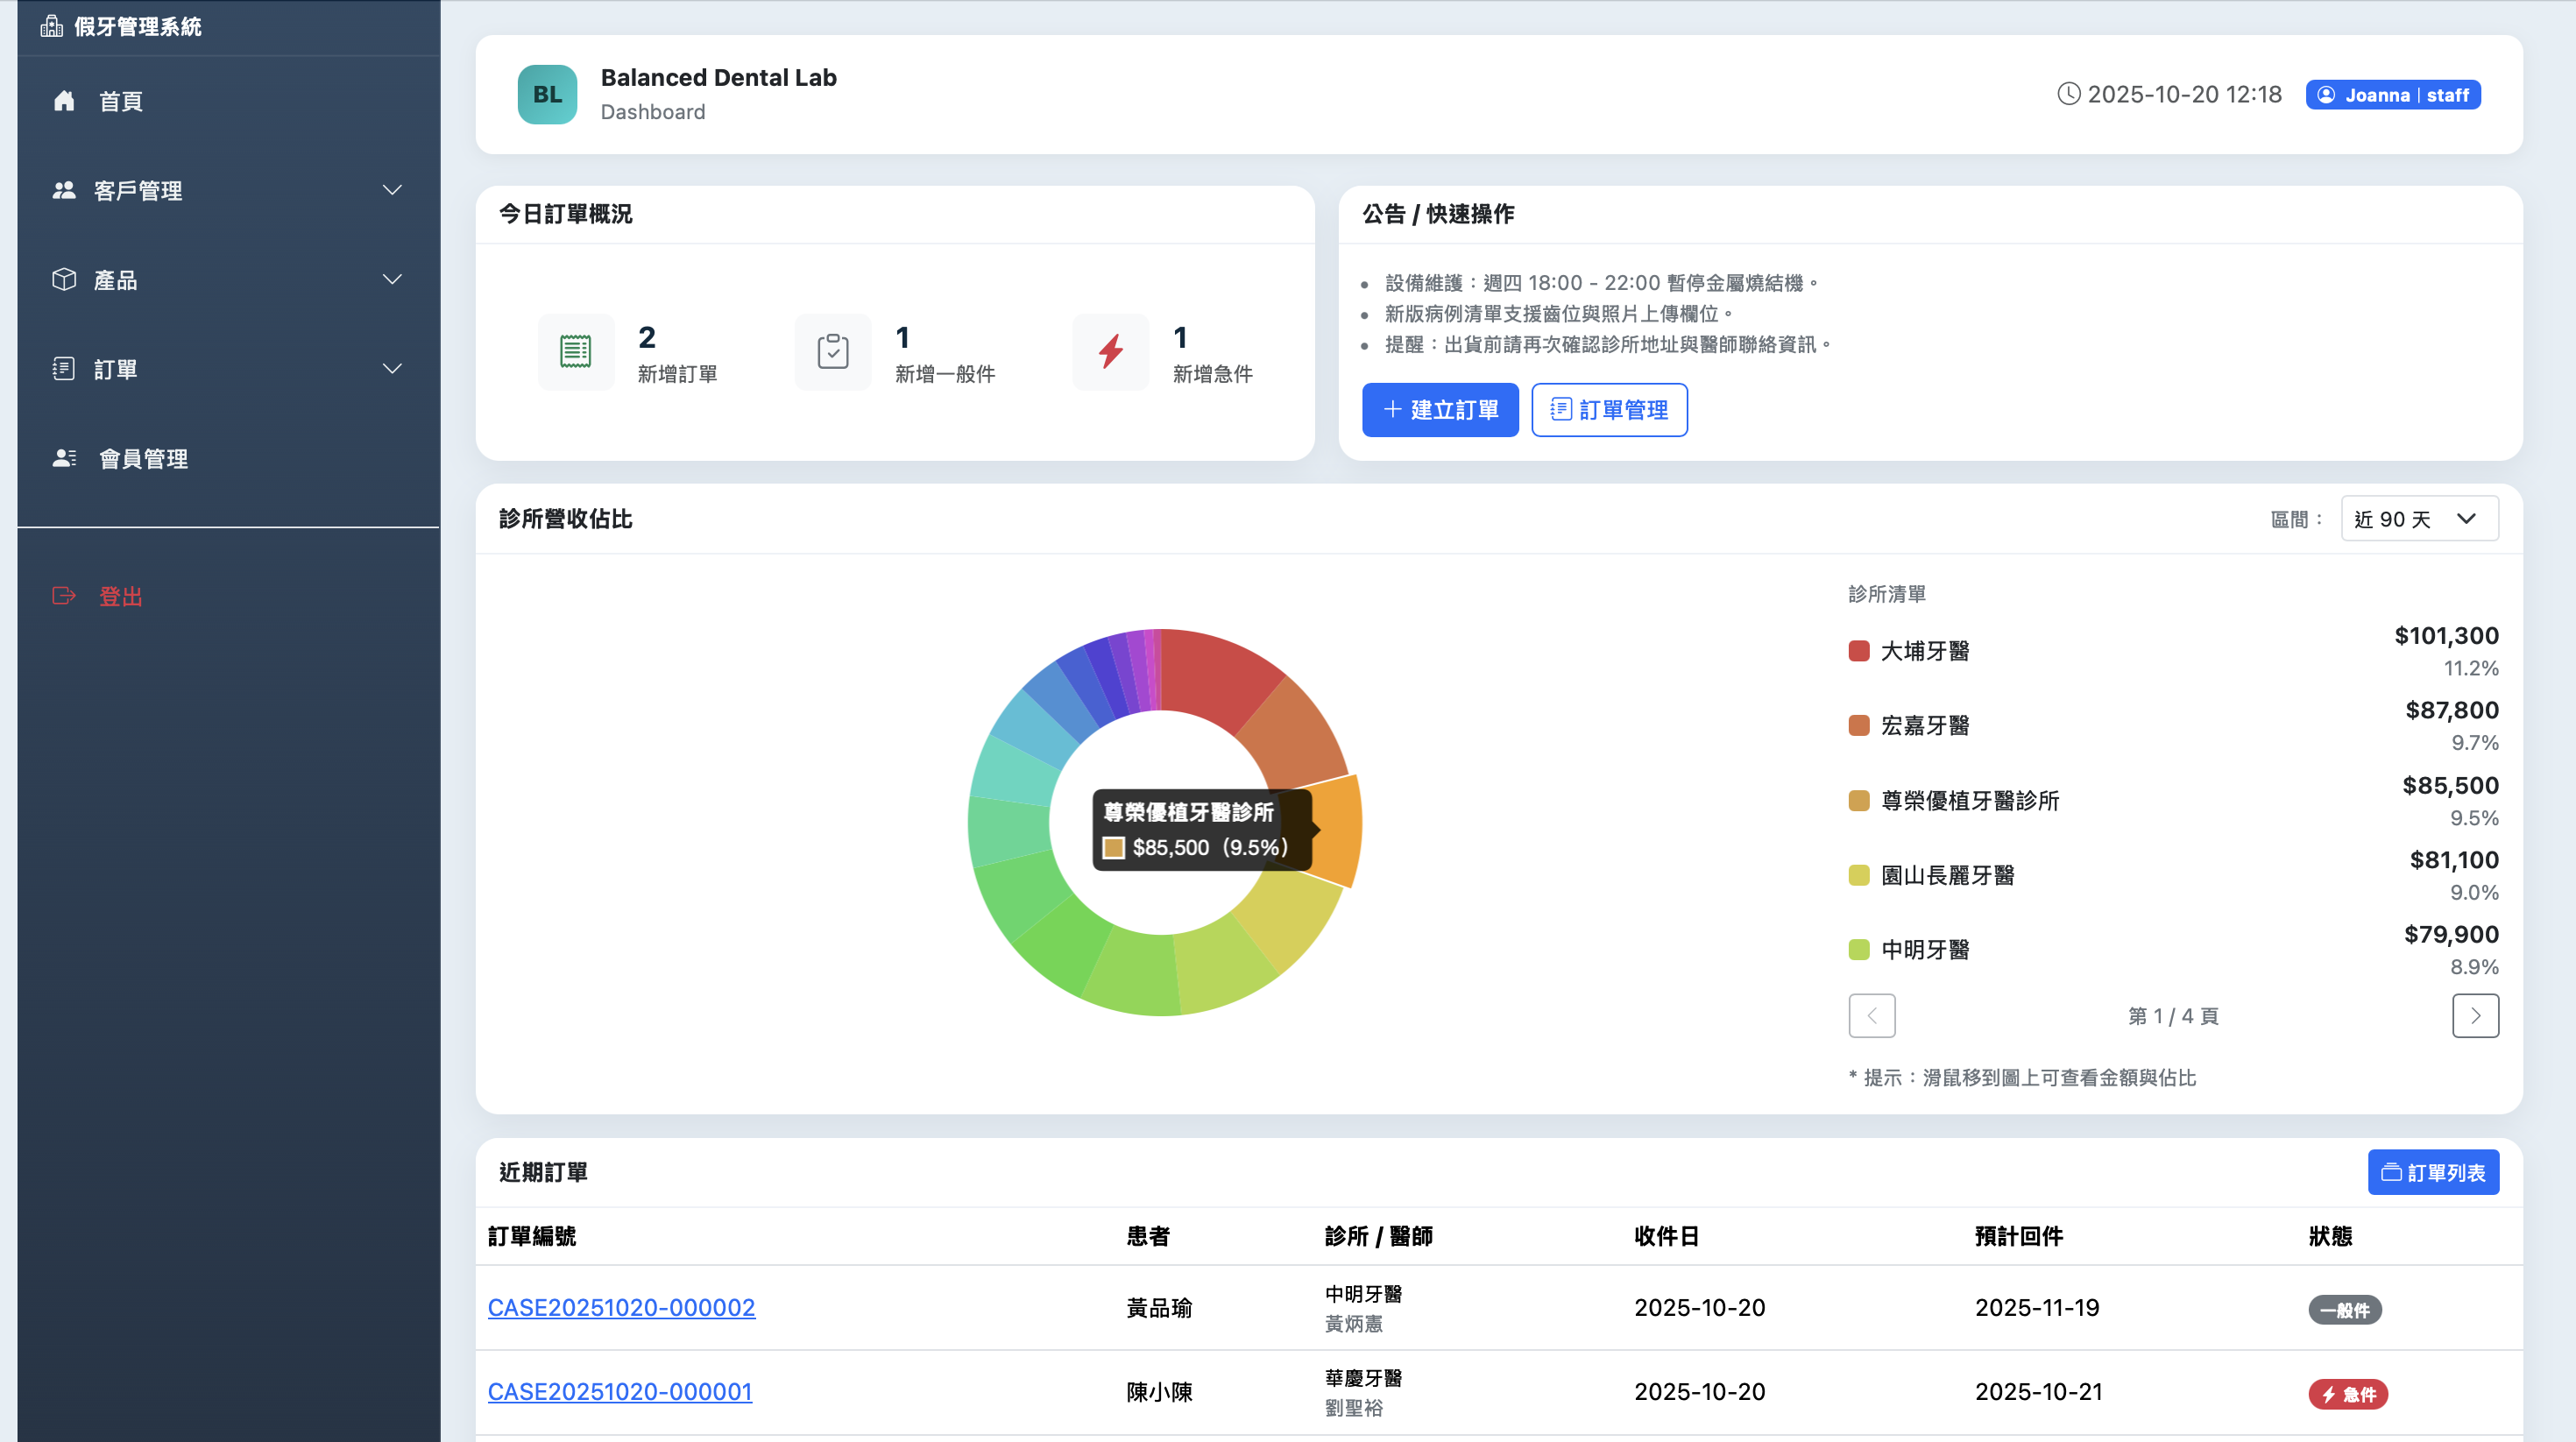 假牙管理系統
首頁
客戶管理
產品
訂單
會員管理
登出
BL
Balanced Dental Lab
Dashboard
2025-10-20 12:18
Joanna | staff
今日訂單概況
2
新增訂單
1
新增一般件
1
新增急件
公告 / 快速操作
設備維護：週四 18:00 - 22:00 暫停金屬燒結機。
新版病例清單支援齒位與照片上傳欄位。
提醒：出貨前請再次確認診所地址與醫師聯絡資訊。
建立訂單
訂單管理
診所營收佔比
區間：
近 90 天
尊榮優植牙醫診所
$85,500（9.5%）
診所清單
大埔牙醫
$101,300
11.2%
宏嘉牙醫
$87,800
9.7%
尊榮優植牙醫診所
$85,500
9.5%
園山長麗牙醫
$81,100
9.0%
中明牙醫
$79,900
8.9%
第 1 / 4 頁
* 提示：滑鼠移到圖上可查看金額與佔比
近期訂單
訂單列表
訂單編號 患者 診所 / 醫師 收件日 預計回件 狀態
CASE20251020-000002 黃品瑜 中明牙醫 2025-10-20 2025-11-19 一般件
黃炳憲
CASE20251020-000001 陳小陳 華慶牙醫 2025-10-20 2025-10-21 急件
劉聖裕